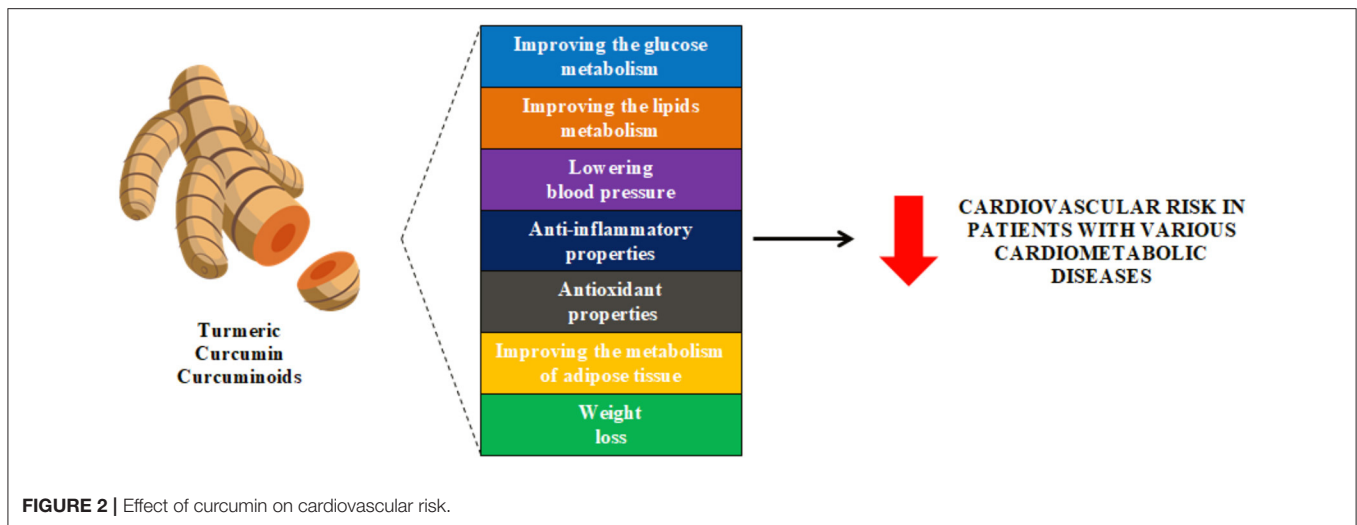 Turmeric
Curcumin
Curcuminoids
Improving the glucose
metabolism
Improving the lipids
metabolism
Lowering
blood pressure
Anti-inflammatory
properties
Antioxidant
properties
Improving the metabolism
of adipose tissue
Weight
loss
CARDIOVASCULAR RISK IN
PATIENTS WITH VARIOUS
CARDIOMETABOLIC
DISEASES
FIGURE 2 | Effect of curcumin on cardiovascular risk.